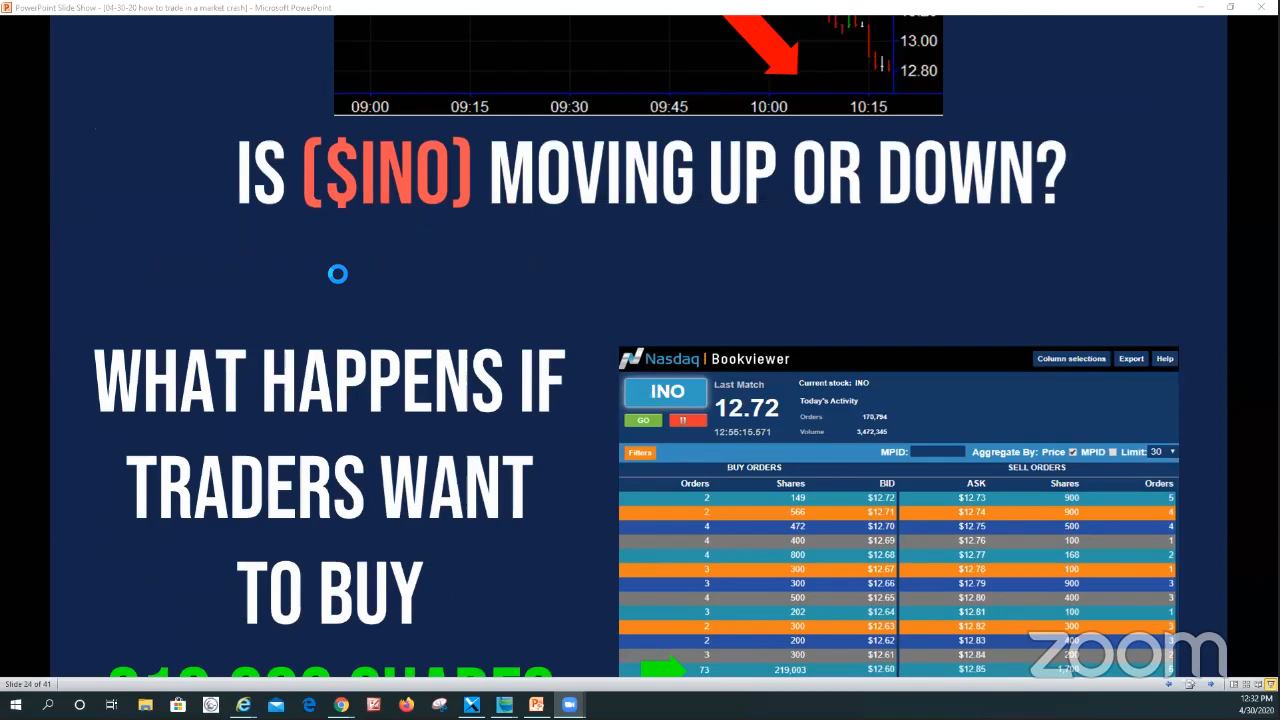 PowerPoint Slide Show - [04-30-20 how to trade in a market crash] - Microsoft PowerPoint
13.00
12.80
09:00 09:15 09:30 09:45 10:00 10:15
IS ($INO) MOVING UP OR DOWN?
WHAT HAPPENS IF
TRADERS WANT
TO BUY
Nasdaq | Bookviewer
Column selections Export Help
INO
Last Match
12.72
12:55:15.571
GO !!
Current stock: INO
Today's Activity
Orders 170,794
Volume 3,472,345
Filters
MPID: Aggregate By: Price MPID Limit: 30
BUY ORDERS SELL ORDERS
Orders Shares BID ASK Shares Orders
2 149 $12.72 $12.73 900 5
2 566 $12.71 $12.74 900 4
4 472 $12.70 $12.75 500 4
4 400 $12.69 $12.76 100 1
4 800 $12.68 $12.77 168 2
3 300 $12.67 $12.78 100 1
3 300 $12.66 $12.79 900 3
4 500 $12.65 $12.80 400 3
3 202 $12.64 $12.81 100 1
2 300 $12.63 $12.82 300 3
2 200 $12.62 $12.83 400 3
3 300 $12.61 $12.84
73 219,003 $12.60 $12.85 1,700 6
zoom
Slide 24 of 41
12:32 PM
4/30/2020